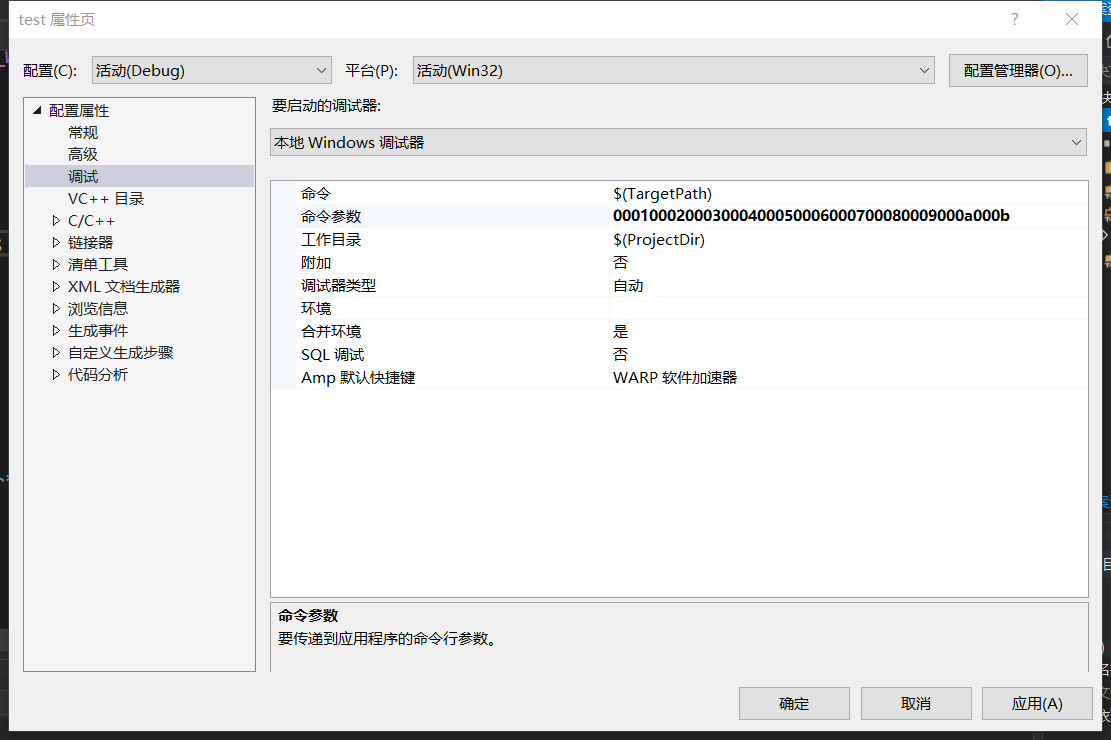 test 属性页
配置(C):
活动(Debug)
平台(P):
活动(Win32)
配置管理器(O)...
配置属性
常规
高级
调试
VC++ 目录
C/C++
链接器
清单工具
XML 文档生成器
浏览信息
生成事件
自定义生成步骤
代码分析
要启动的调试器:
本地 Windows 调试器
命令 $(TargetPath)
命令参数 000100020003000400050006000700080009000a000b
工作目录 $(ProjectDir)
附加 否
调试器类型 自动
环境
合并环境 是
SQL 调试 否
Amp 默认快捷键 WARP 软件加速器
命令参数
要传递到应用程序的命令行参数。
确定
取消
应用(A)